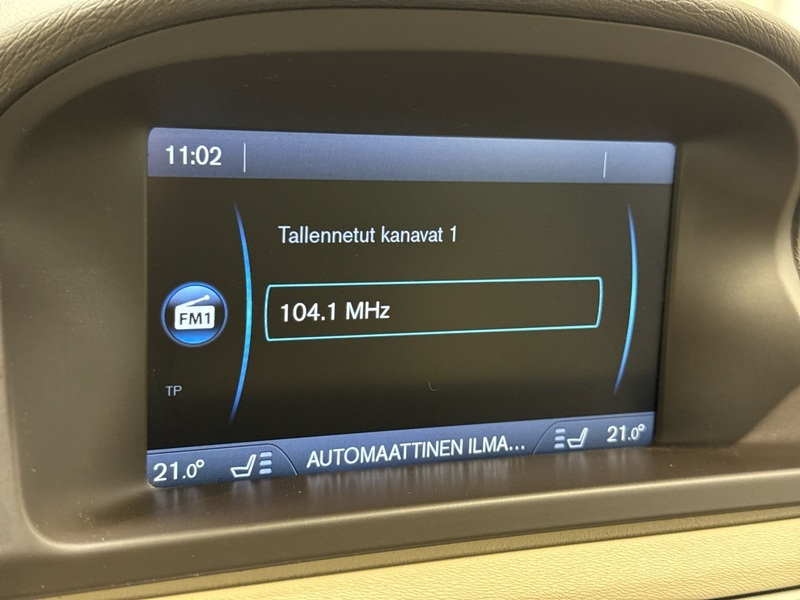 11:02
Tallennetut kanavat 1
FM1
104.1 MHz
TP
21.0°
AUTOMAATTINEN ILMA...
21.0°